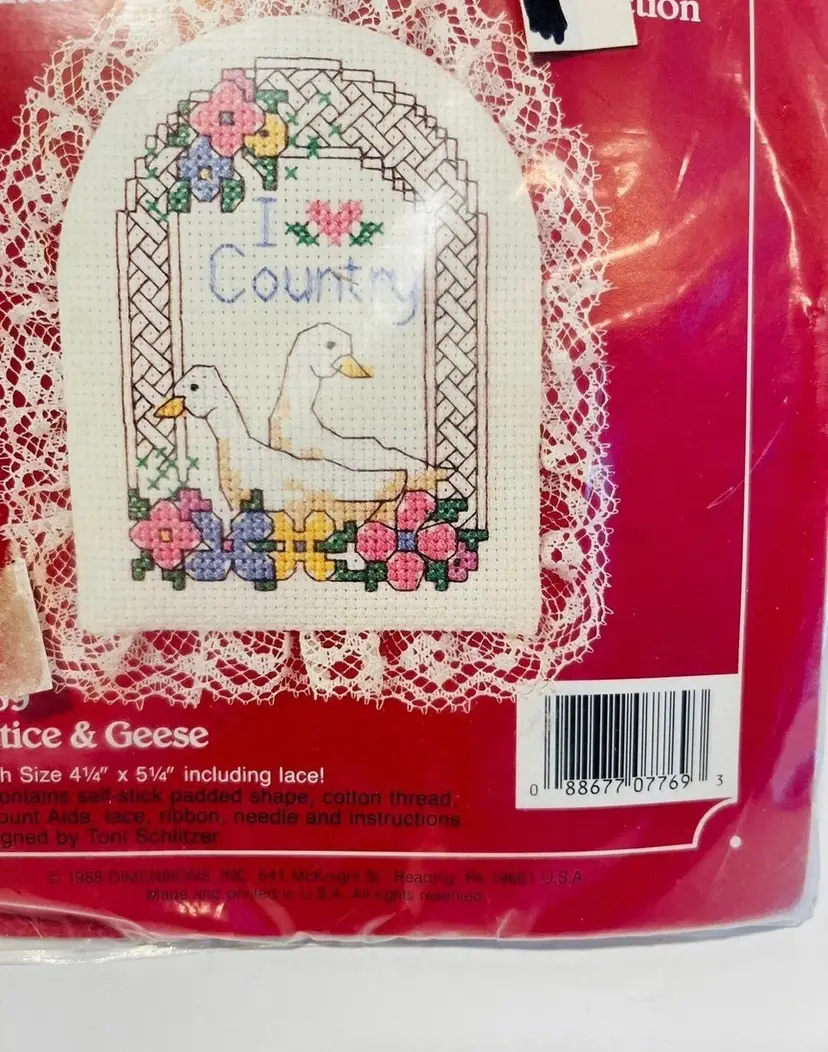 I
Country
tice & Geese
h Size 4¼" x 5¼" including lace!
ontains self-stick padded shape, cotton thread,
ount Aida, lace, ribbon, needle and instructions.
gned by Toni Schlitzer
0 88677 07769 3
© 1988 DIMENSIONS, INC. 641 McKnight St., Reading, Pa. 19601 U.S.A.
Made and printed in U.S.A. All rights reserved.